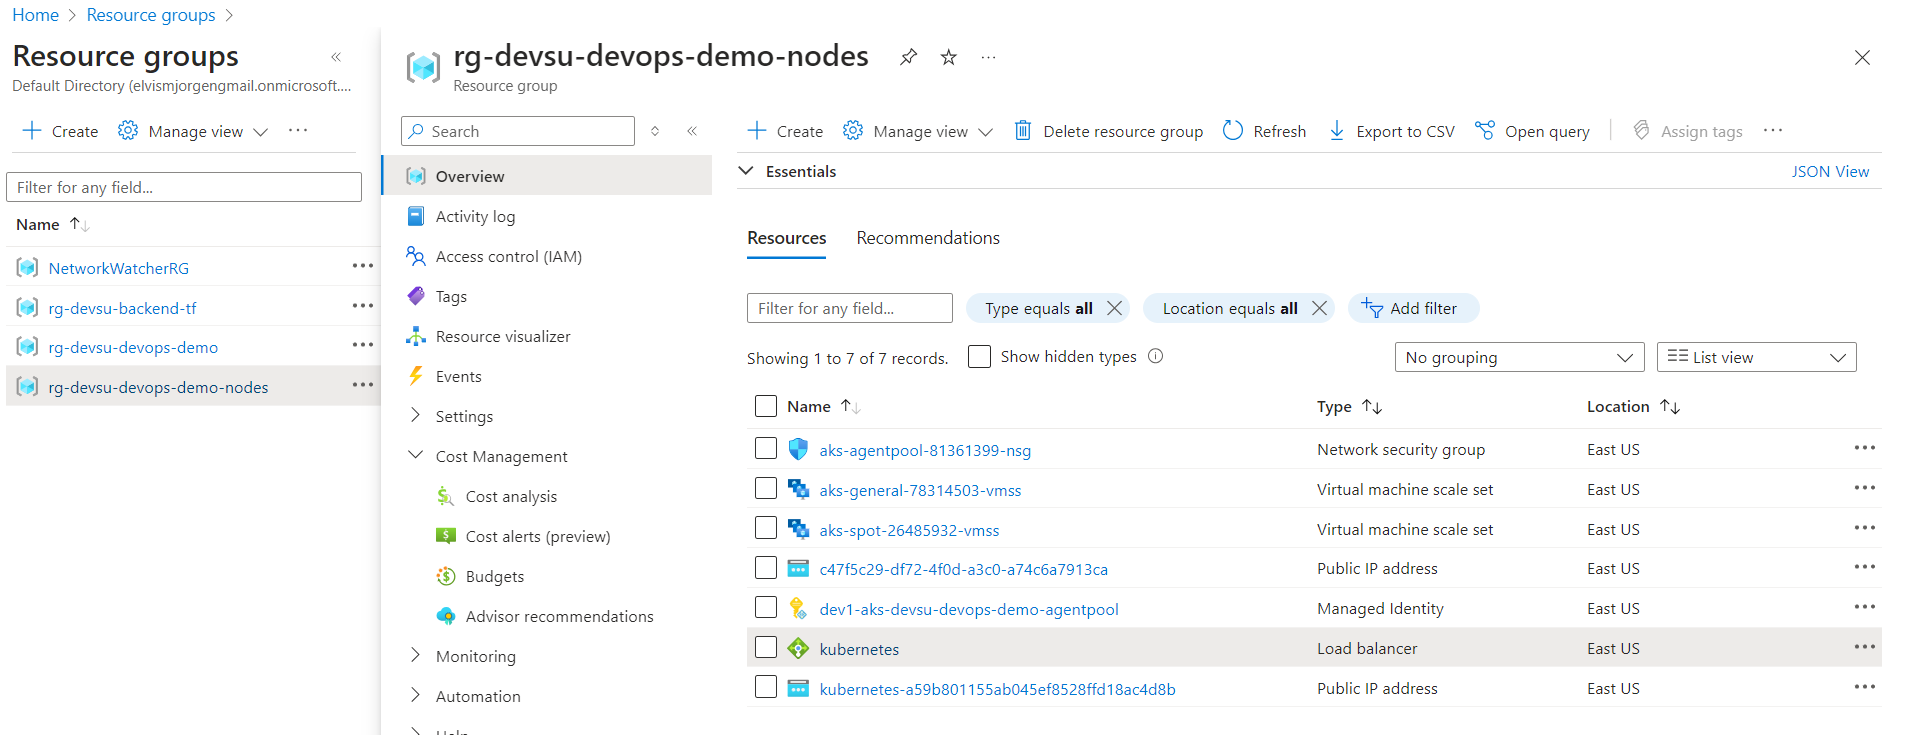 Home > Resource groups >
Resource groups «
Default Directory (elvismjorgengmail.onmicrosoft....
Create Manage view ...
Filter for any field...
Name
NetworkWatcherRG ...
rg-devsu-backend-tf ...
rg-devsu-devops-demo ...
rg-devsu-devops-demo-nodes ...
rg-devsu-devops-demo-nodes ...
Resource group
Search «
Overview
Activity log
Access control (IAM)
Tags
Resource visualizer
Events
Settings
Cost Management
Cost analysis
Cost alerts (preview)
Budgets
Advisor recommendations
Monitoring
Automation
Help
Create Manage view Delete resource group Refresh Export to CSV Open query Assign tags ...
Essentials JSON View
Resources Recommendations
Filter for any field... Type equals all Location equals all Add filter
Showing 1 to 7 of 7 records. Show hidden types No grouping List view
Name Type Location
aks-agentpool-81361399-nsg Network security group East US ...
aks-general-78314503-vmss Virtual machine scale set East US ...
aks-spot-26485932-vmss Virtual machine scale set East US ...
c47f5c29-df72-4f0d-a3c0-a74c6a7913ca Public IP address East US ...
dev1-aks-devsu-devops-demo-agentpool Managed Identity East US ...
kubernetes Load balancer East US ...
kubernetes-a59b801155ab045ef8528ffd18ac4d8b Public IP address East US ...